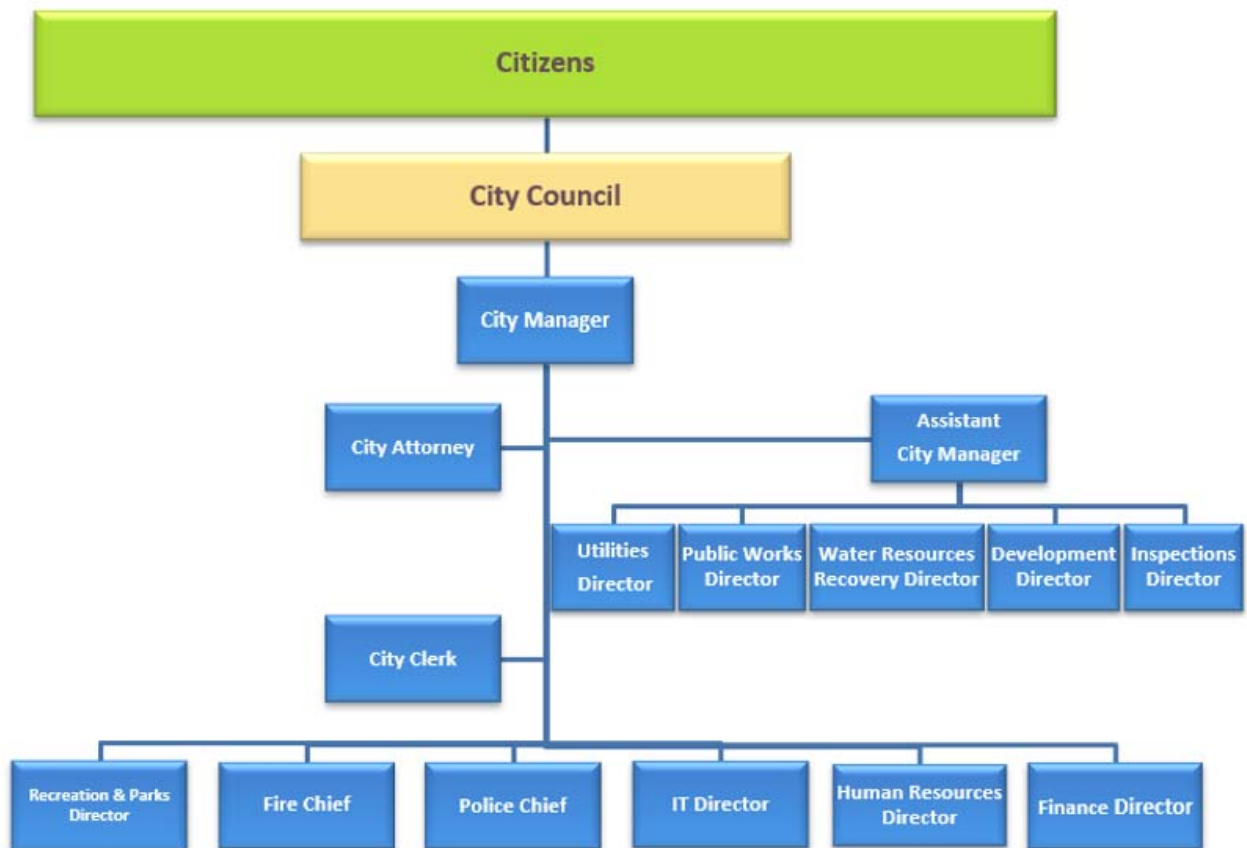 Citizens
City Council
City Manager
City Attorney
Assistant
City Manager
Utilities
Director
Public Works
Director
Water Resources
Recovery Director
Development
Director
Inspections
Director
City Clerk
Recreation & Parks
Director
Fire Chief
Police Chief
IT Director
Human Resources
Director
Finance Director